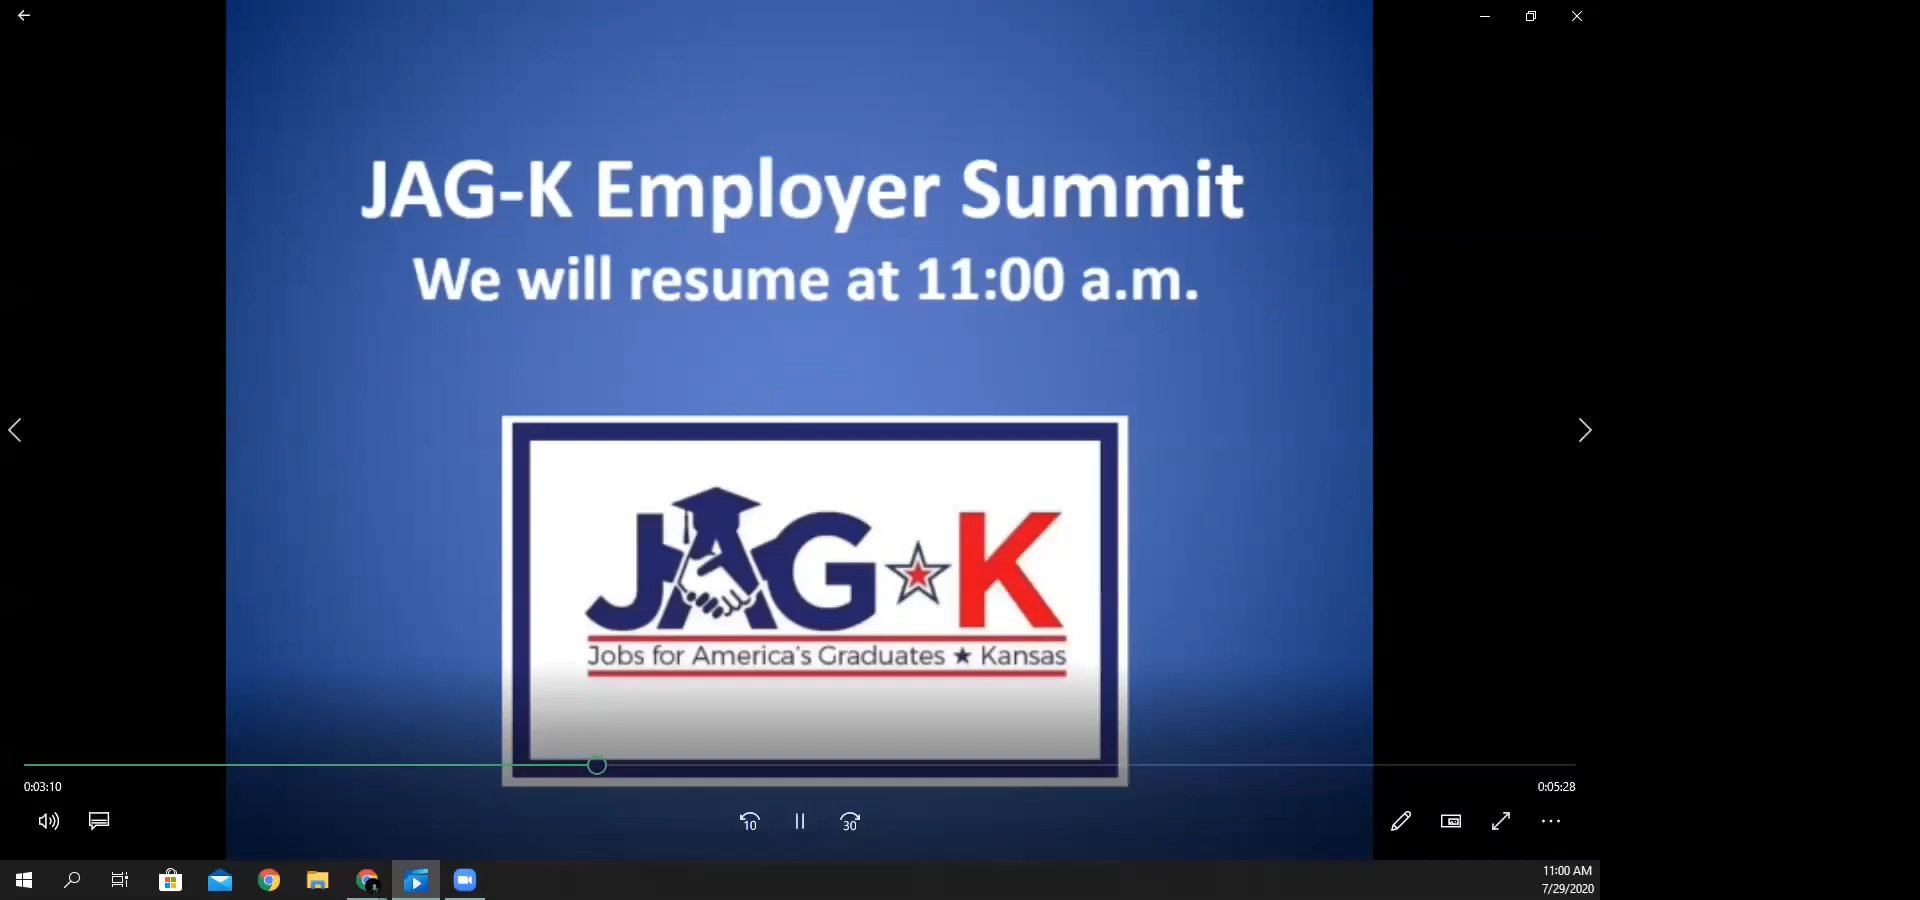 JAG-K Employer Summit
We will resume at 11:00 a.m.
JAG K
Jobs for America's Graduates ★ Kansas
0:03:10
0:05:28
10
30
11:00 AM
7/29/2020